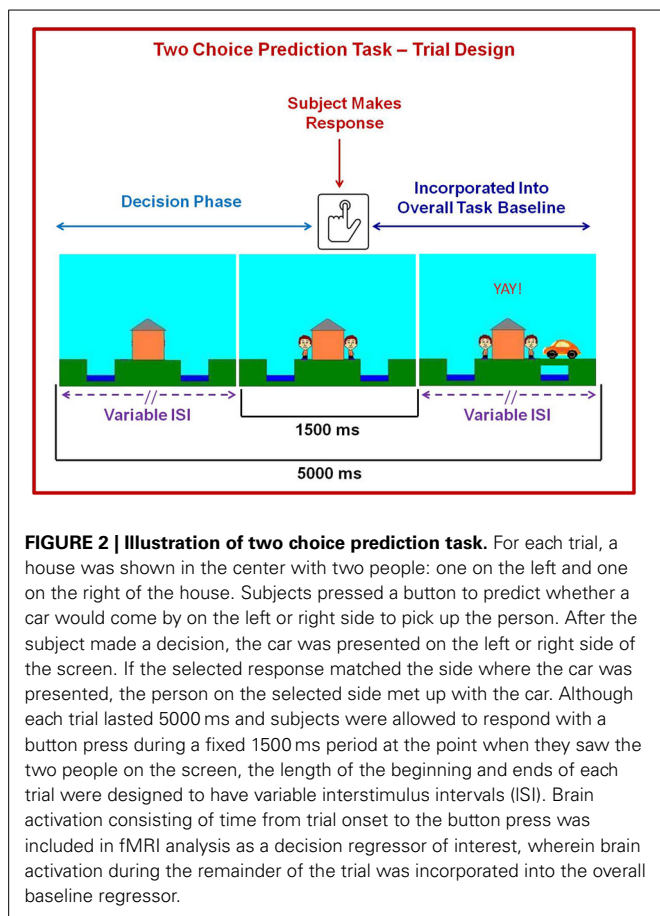 Two Choice Prediction Task – Trial Design
Subject Makes
Response
Decision Phase
Incorporated Into
Overall Task Baseline
YAY!
//
Variable ISI
1500 ms
//
Variable ISI
5000 ms
FIGURE 2 | Illustration of two choice prediction task. For each trial, a
house was shown in the center with two people: one on the left and one
on the right of the house. Subjects pressed a button to predict whether a
car would come by on the left or right side to pick up the person. After the
subject made a decision, the car was presented on the left or right side of
the screen. If the selected response matched the side where the car was
presented, the person on the selected side met up with the car. Although
each trial lasted 5000 ms and subjects were allowed to respond with a
button press during a fixed 1500 ms period at the point when they saw the
two people on the screen, the length of the beginning and ends of each
trial were designed to have variable interstimulus intervals (ISI). Brain
activation consisting of time from trial onset to the button press was
included in fMRI analysis as a decision regressor of interest, wherein brain
activation during the remainder of the trial was incorporated into the overall
baseline regressor.